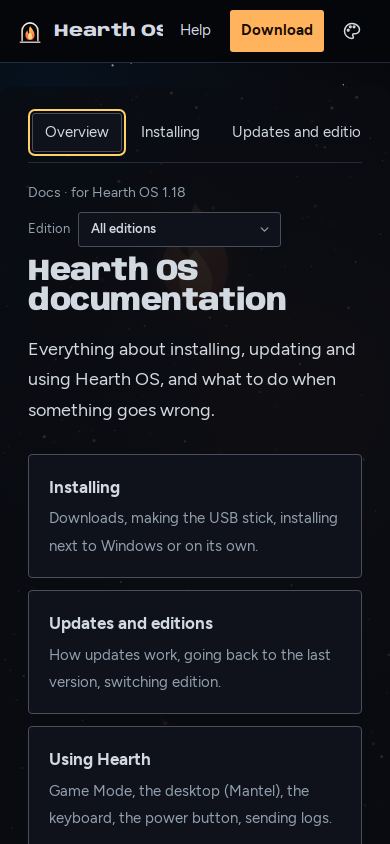 Hearth OS Help Download
Overview Installing Updates and editio
Docs · for Hearth OS 1.18
Edition All editions
Hearth OS
documentation
Everything about installing, updating and
using Hearth OS, and what to do when
something goes wrong.
Installing
Downloads, making the USB stick, installing
next to Windows or on its own.
Updates and editions
How updates work, going back to the last
version, switching edition.
Using Hearth
Game Mode, the desktop (Mantel), the
keyboard, the power button, sending logs.